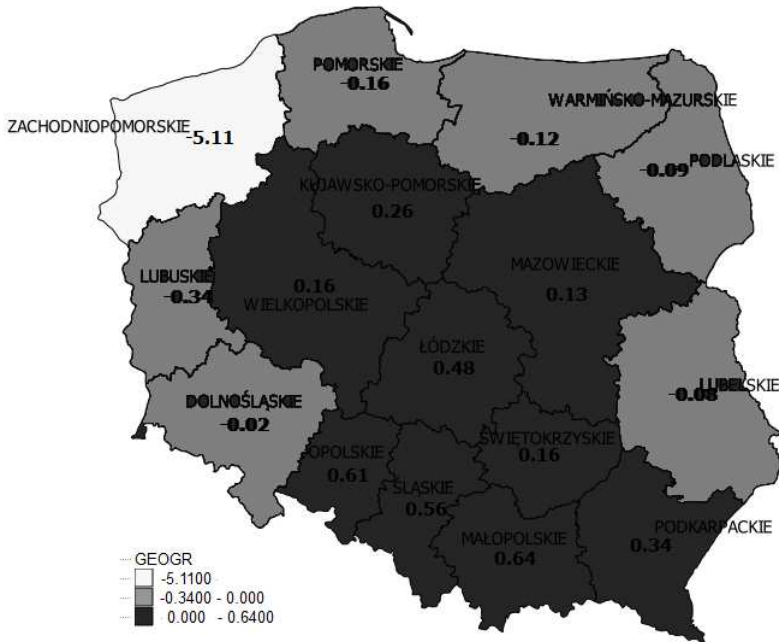 POMORSKIE
-0.16
WARMIŃSKO-MAZURSKIE
-0.12
ZACHODNIOPOMORSKIE
-5.11
PODLASKIE
-0.09
KUJAWSKO-POMORSKIE
0.26
MAZOWIECKIE
0.13
LUBUSKIE
-0.34
0.16
WIELKOPOLSKIE
ŁÓDZKIE
0.48
LUBELSKIE
-0.08
DOLNOŚLĄSKIE
-0.02
ŚWIĘTOKRZYSKIE
0.16
OPOLSKIE
0.61
ŚLĄSKIE
0.56
MAŁOPOLSKIE
0.64
PODKARPACKIE
0.34
GEOGR
-5.1100
-0.3400 - 0.000
0.000 - 0.6400